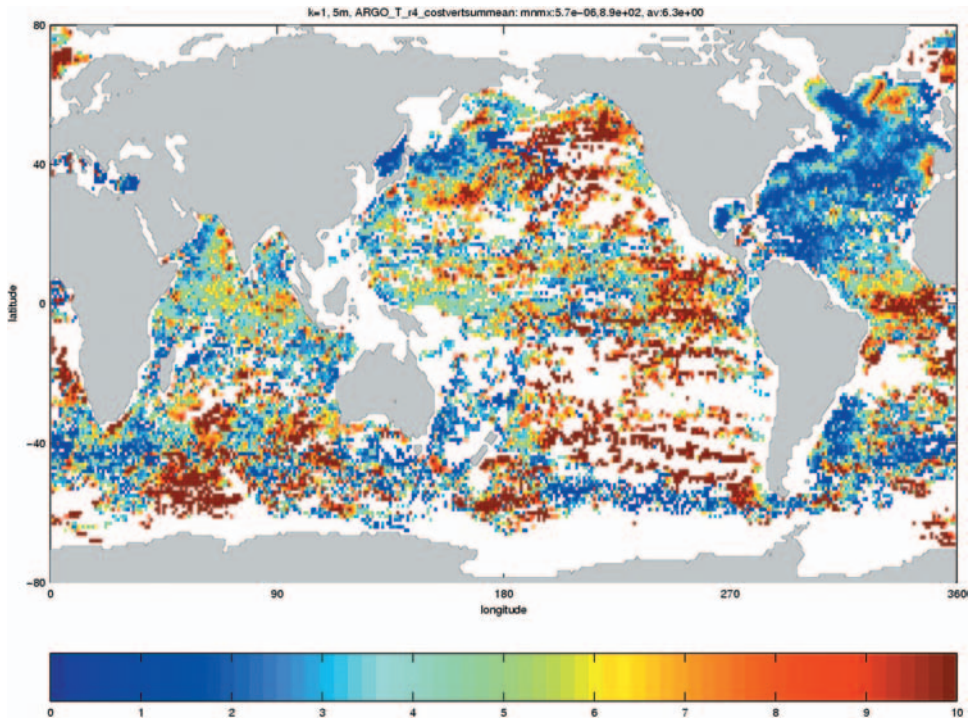 k=1, 5m, ARGO_T_r4_costvertsummean: mnmx:5.7e-06,8.9e+02, av:6.3e+00
80
40
latitude
0
−40
−80
0 90 180 270 3600
longitude
0 1 2 3 4 5 6 7 8 9 10